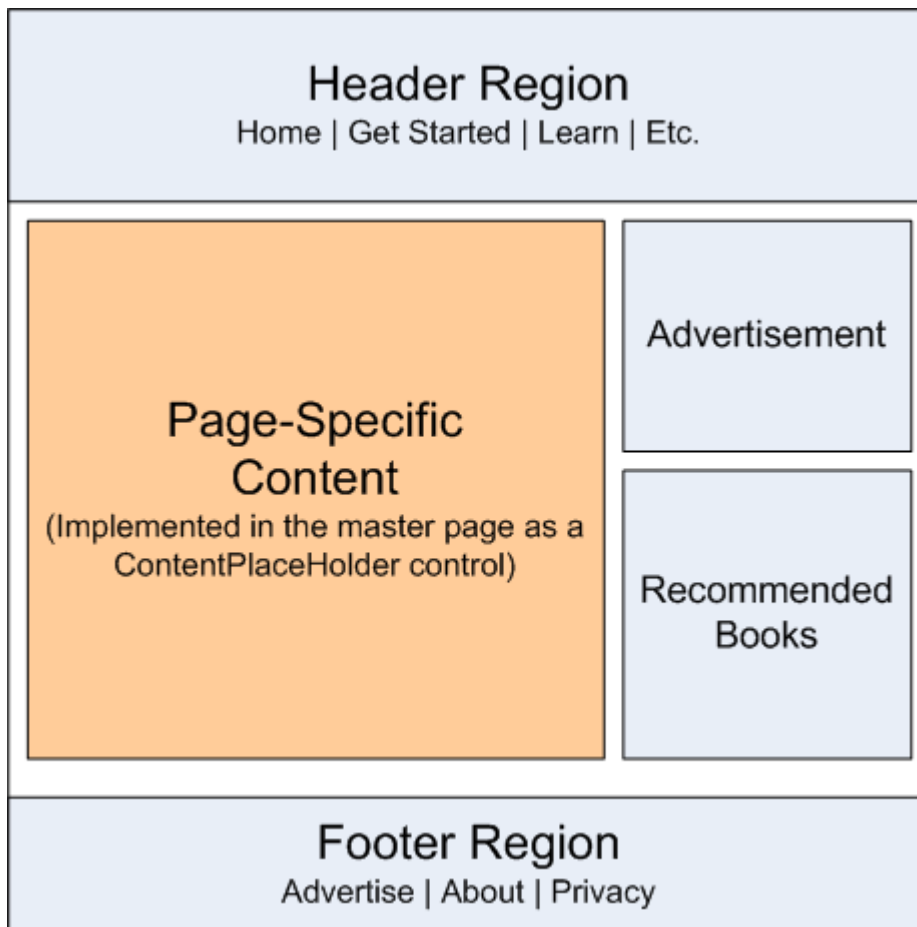 Header Region
Home | Get Started | Learn | Etc.
Page-Specific
Content
(Implemented in the master page as a
ContentPlaceHolder control)
Advertisement
Recommended
Books
Footer Region
Advertise | About | Privacy